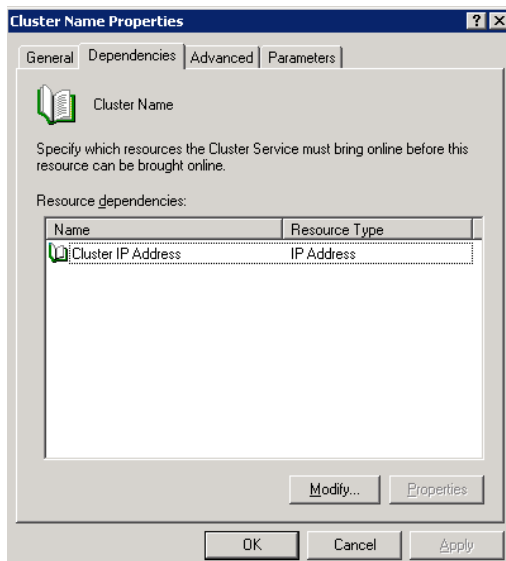 Cluster Name Properties
General Dependencies Advanced Parameters
Cluster Name
Specify which resources the Cluster Service must bring online before this
resource can be brought online.
Resource dependencies:
Name Resource Type
Cluster IP Address IP Address
Modify... Properties
OK Cancel Apply